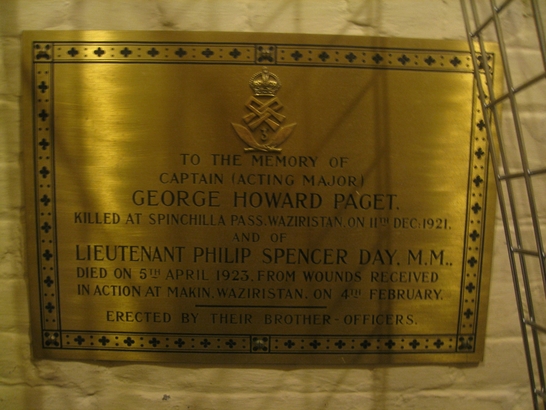 3
TO THE MEMORY OF
CAPTAIN (ACTING MAJOR)
GEORGE HOWARD PAGET.
KILLED AT SPINCHILLA PASS, WAZIRISTAN, ON 11TH DEC. 1921.
AND OF
LIEUTENANT PHILIP SPENCER DAY, M.M.,
DIED ON 5TH APRIL 1923, FROM WOUNDS RECEIVED
IN ACTION AT MAKIN, WAZIRISTAN, ON 4TH FEBRUARY.
ERECTED BY THEIR BROTHER-OFFICERS.